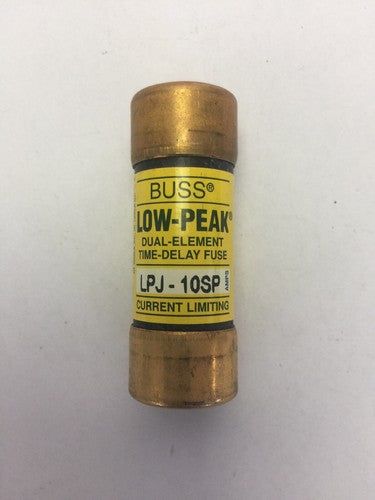 BUSS®
LOW-PEAK®
DUAL-ELEMENT
TIME-DELAY FUSE
LPJ - 10SP AMPS
CURRENT LIMITING